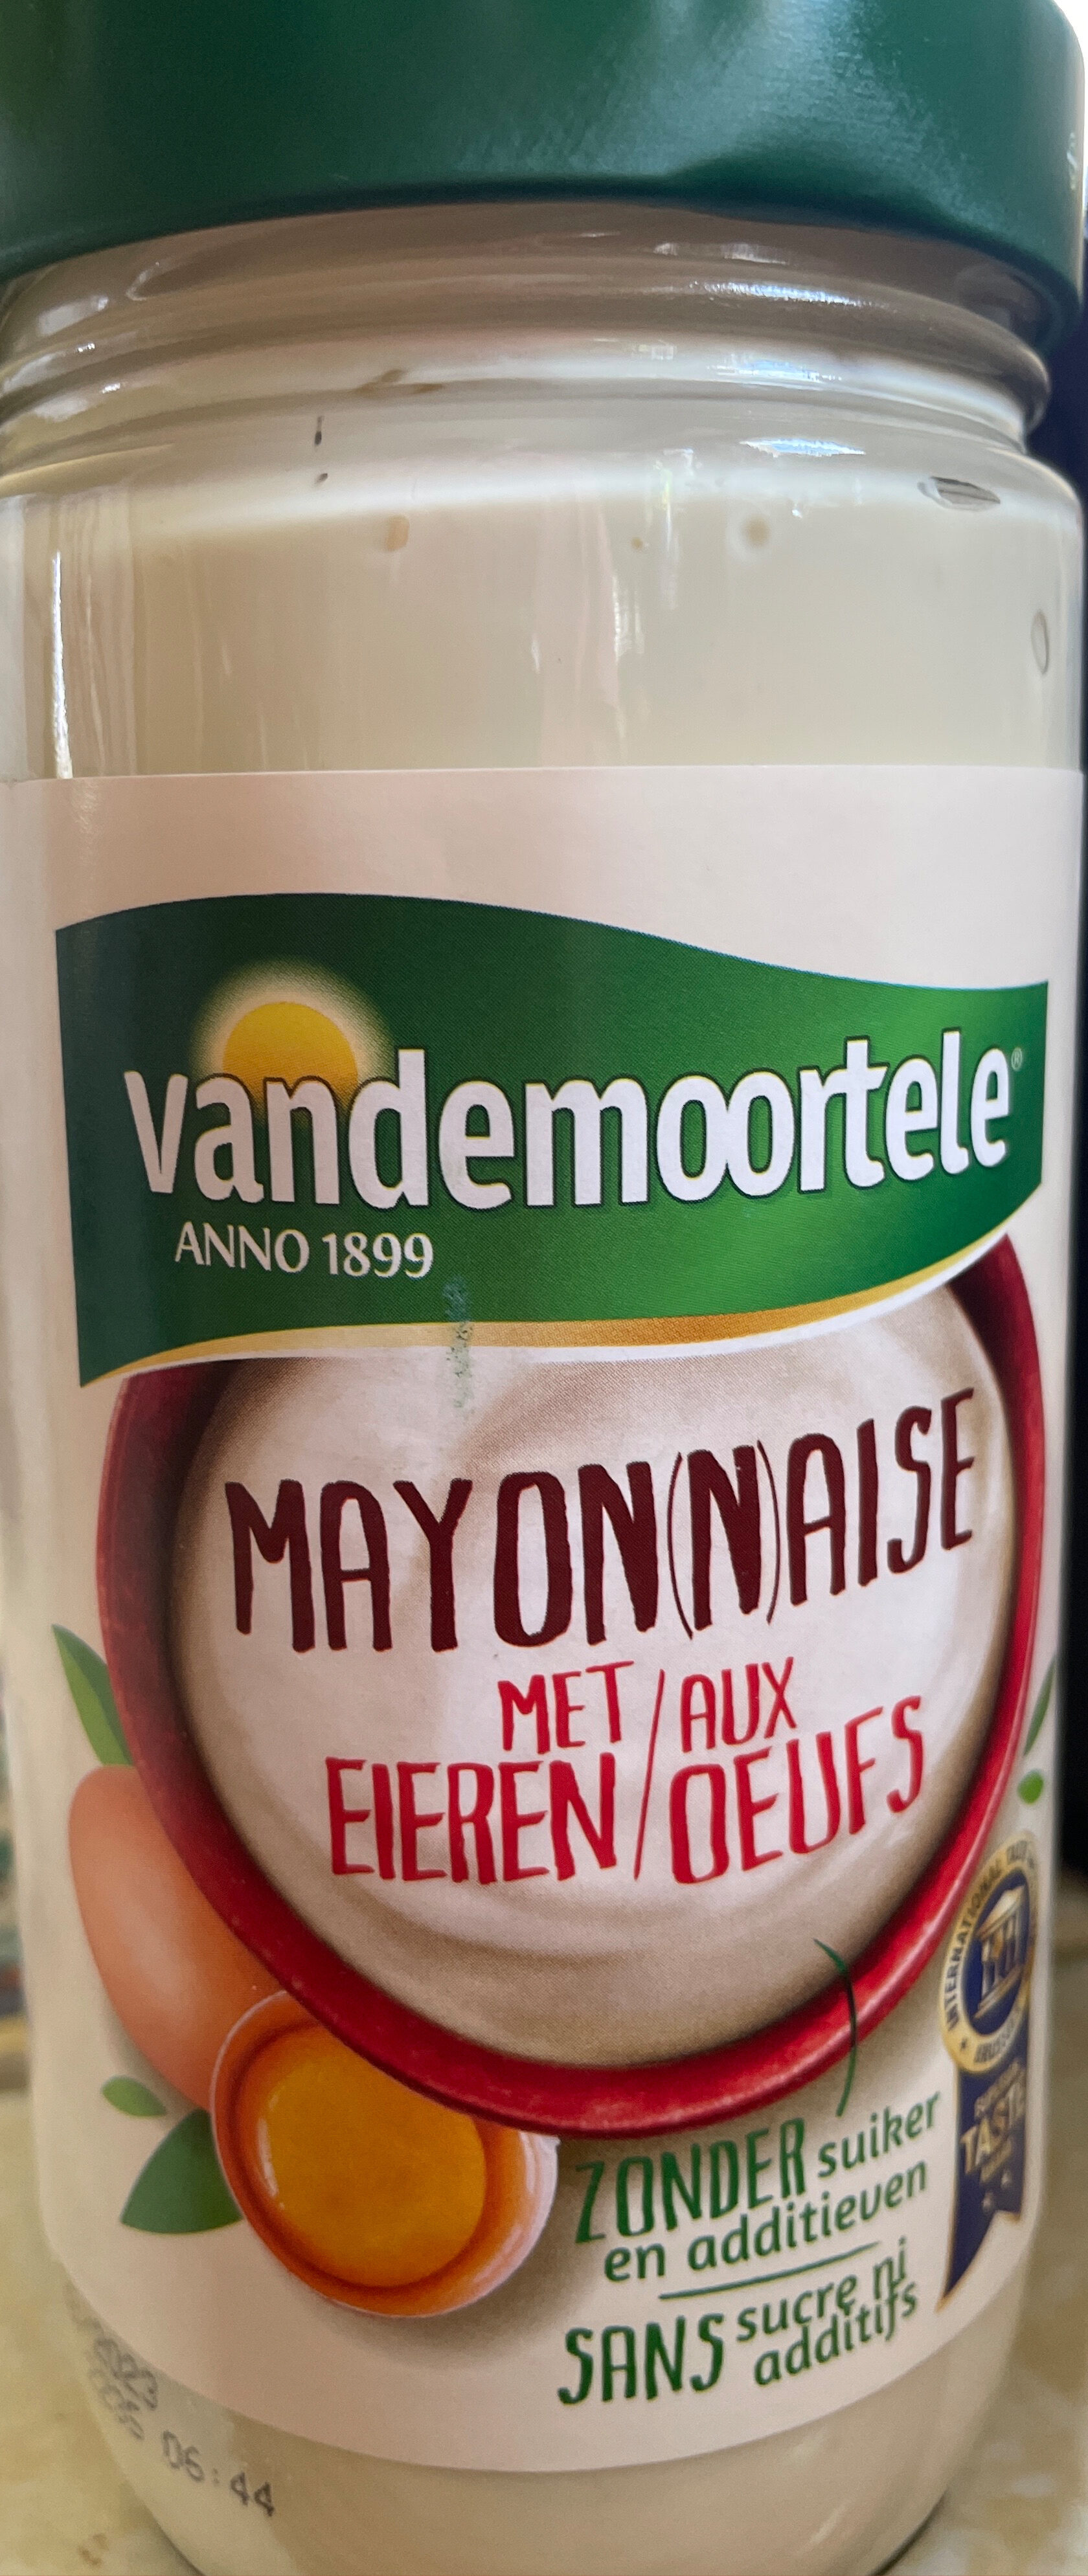 vandemoortele®
ANNO 1899
MAYON(N)AISE
MET / AUX
EIEREN / OEUFS
INTERNATIONAL
TASTE
ZONDER suiker
en additieven
SANS sucre ni
additifs
06:44